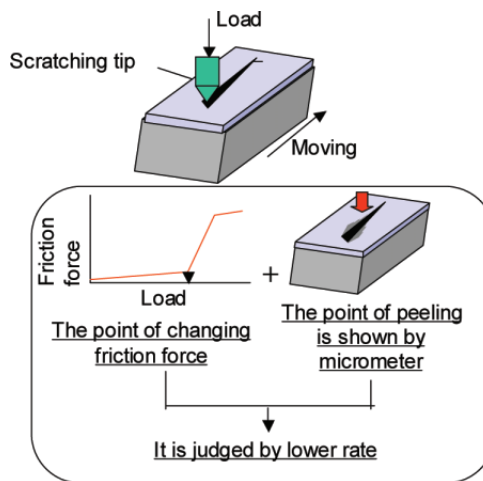 Load
Scratching tip
Moving
Friction
force
Load
+
The point of changing
friction force
The point of peeling
is shown by
micrometer
It is judged by lower rate